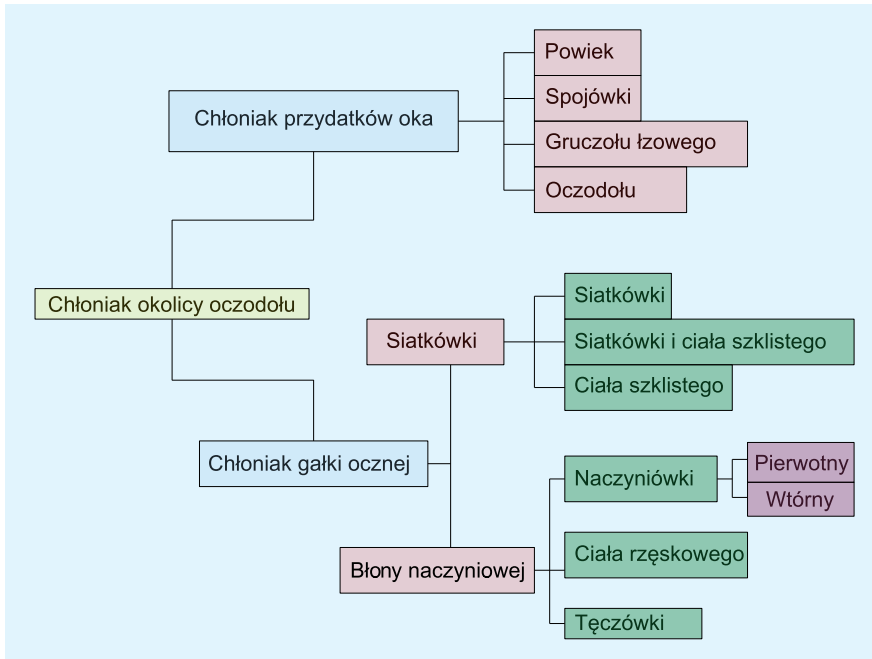 Powiek
Chłoniak przydatków oka
Spojówki
Gruczołu łzowego
Oczodołu
Chłoniak okolicy oczodołu
Siatkówki
Siatkówki
Siatkówki i ciała szklistego
Ciała szklistego
Chłoniak gałki ocznej
Naczyniówki
Pierwotny
Wtórny
Błony naczyniowej
Ciała rzęskowego
Tęczówki